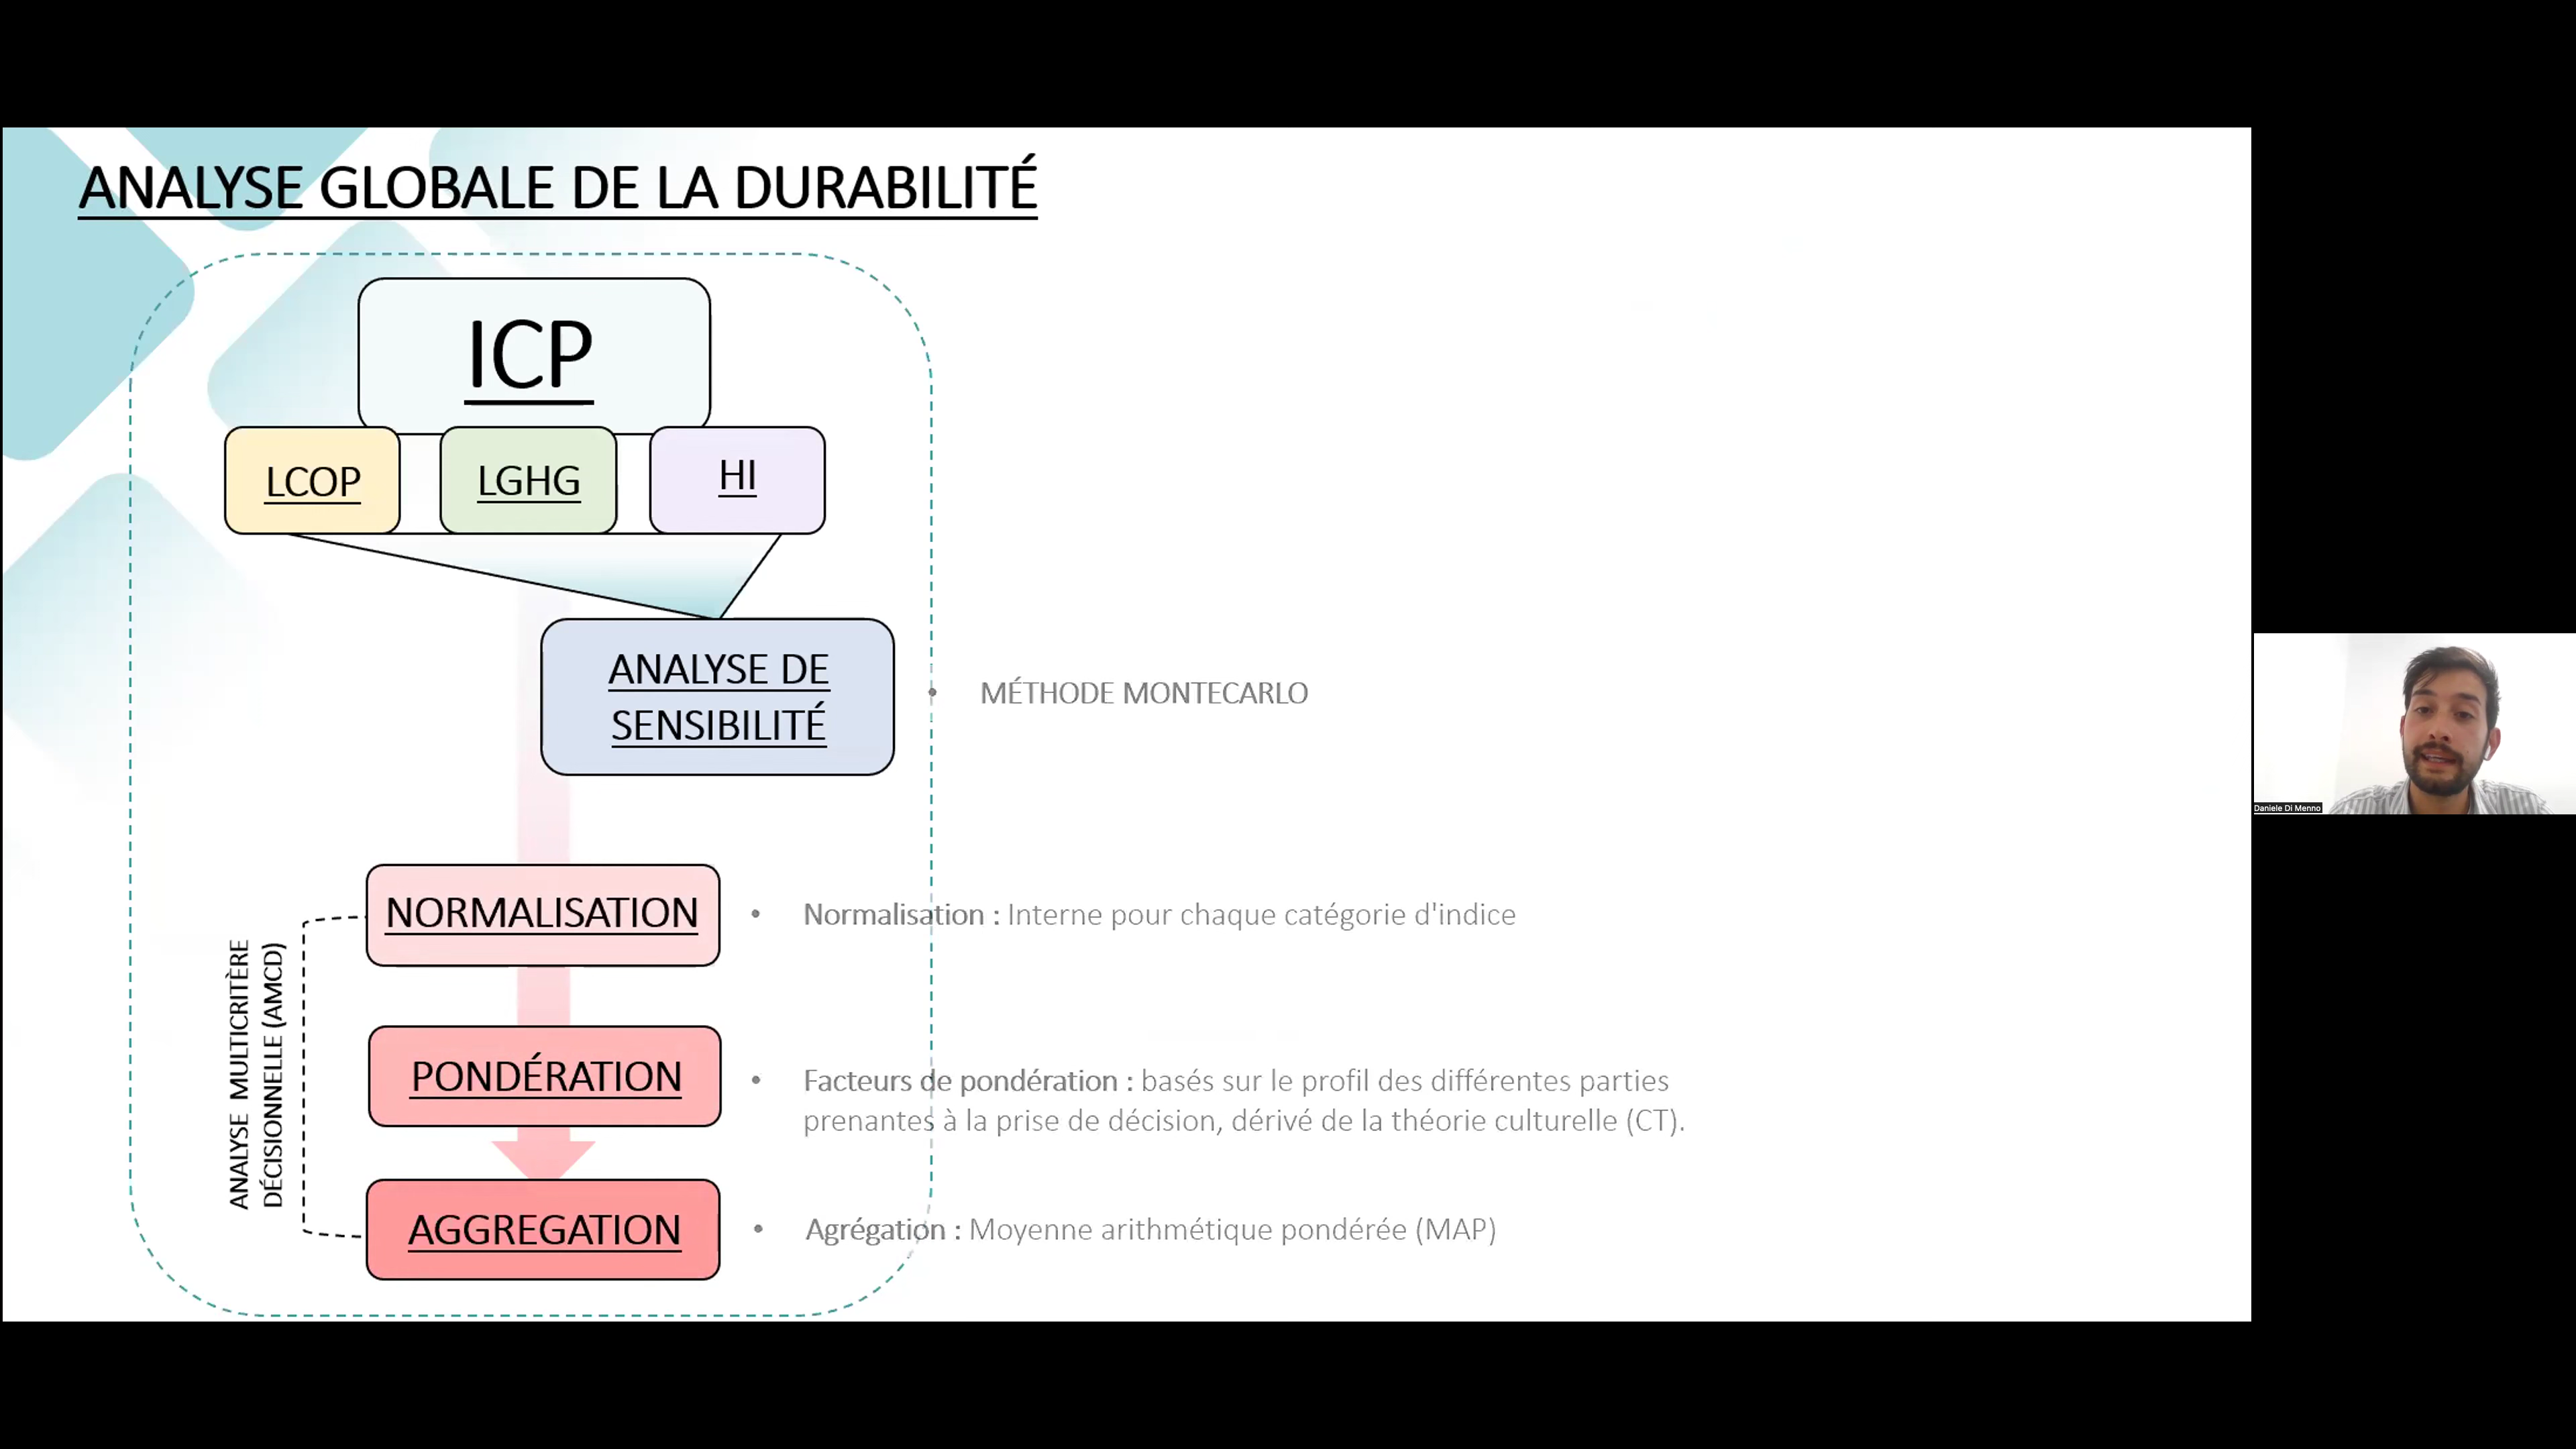 ANALYSE GLOBALE DE LA DURABILITÉ
ICP
LCOP
LGHG
HI
ANALYSE DE
SENSIBILITÉ
• MÉTHODE MONTECARLO
ANALYSE MULTICRITÈRE
DÉCISIONNELLE (AMCD)
NORMALISATION
• Normalisation : Interne pour chaque catégorie d'indice
PONDÉRATION
• Facteurs de pondération : basés sur le profil des différentes parties
prenantes à la prise de décision, dérivé de la théorie culturelle (CT).
AGGREGATION
• Agrégation : Moyenne arithmétique pondérée (MAP)
Daniele Di Menno